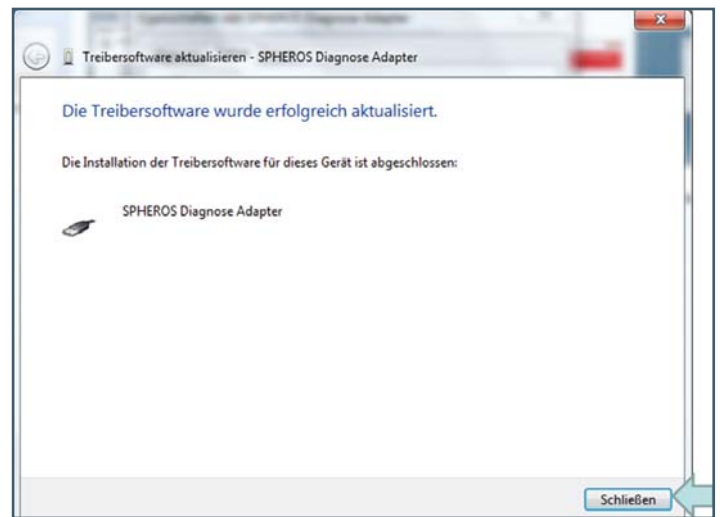 Treibersoftware aktualisieren - SPHEROS Diagnose Adapter
Die Treibersoftware wurde erfolgreich aktualisiert.
Die Installation der Treibersoftware für dieses Gerät ist abgeschlossen:
SPHEROS Diagnose Adapter
Schließen